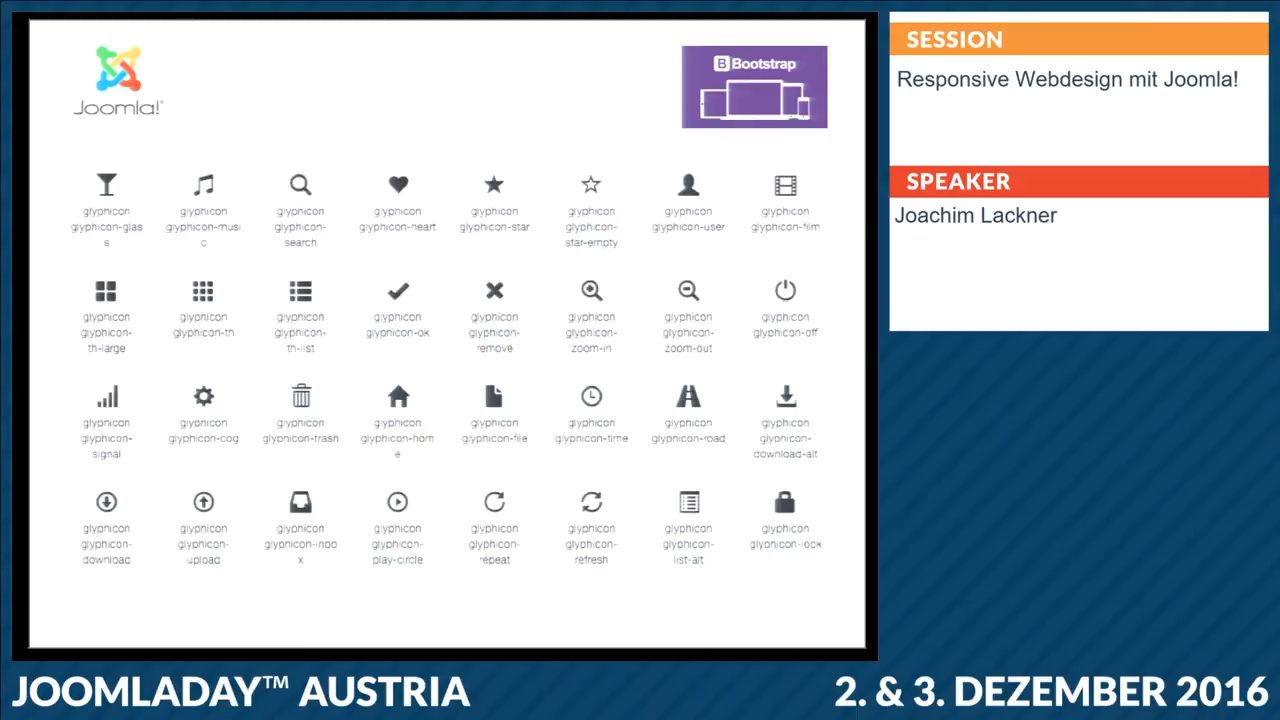 Joomla!®
B Bootstrap
glyphicon
glyphicon-glas
s
glyphicon
glyphicon-musi
c
glyphicon
glyphicon-
search
glyphicon
glyphicon-heart
glyphicon
glyphicon-star
glyphicon
glyphicon-
star-empty
glyphicon
glyphicon-user
glyphicon
glyphicon-film
glyphicon
glyphicon-
th-large
glyphicon
glyphicon-th
glyphicon
glyphicon-
th-list
glyphicon
glyphicon-ok
glyphicon
glyphicon-
remove
glyphicon
glyphicon-
zoom-in
glyphicon
glyphicon-
zoom-out
glyphicon
glyphicon-off
glyphicon
glyphicon-
signal
glyphicon
glyphicon-cog
glyphicon
glyphicon-trash
glyphicon
glyphicon-hom
e
glyphicon
glyphicon-file
glyphicon
glyphicon-time
glyphicon
glyphicon-road
glyphicon
glyphicon-
download-alt
glyphicon
glyphicon-
download
glyphicon
glyphicon-
upload
glyphicon
glyphicon-inbo
x
glyphicon
glyphicon-
play-circle
glyphicon
glyphicon-
repeat
glyphicon
glyphicon-
refresh
glyphicon
glyphicon-
list-alt
glyphicon
glyphicon-lock
SESSION
Responsive Webdesign mit Joomla!
SPEAKER
Joachim Lackner
JOOMLADAY™ AUSTRIA
2. & 3. DEZEMBER 2016